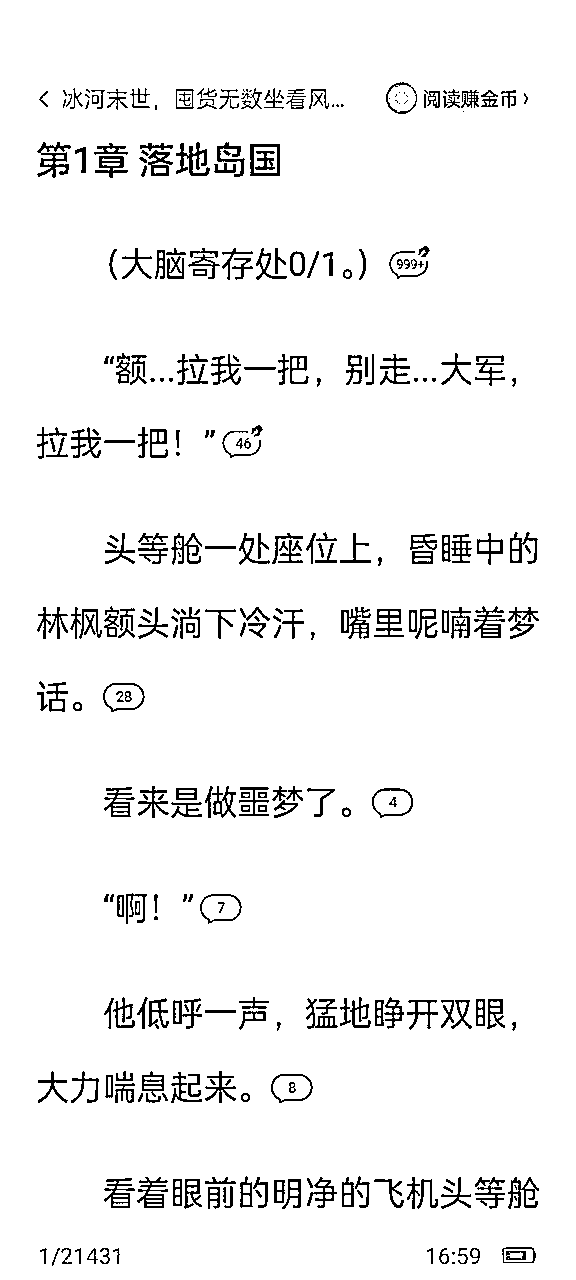 冰河末世，囤货无数坐看风... 阅读赚金币
第1章 落地岛国
（大脑寄存处0/1。） 999+
“额...拉我一把，别走...大军，
拉我一把！” 46
头等舱一处座位上，昏睡中的
林枫额头淌下冷汗，嘴里呢喃着梦
话。 28
看来是做噩梦了。 4
“啊！” 7
他低呼一声，猛地睁开双眼，
大力喘息起来。 8
看着眼前的明净的飞机头等舱
1/21431 16:59